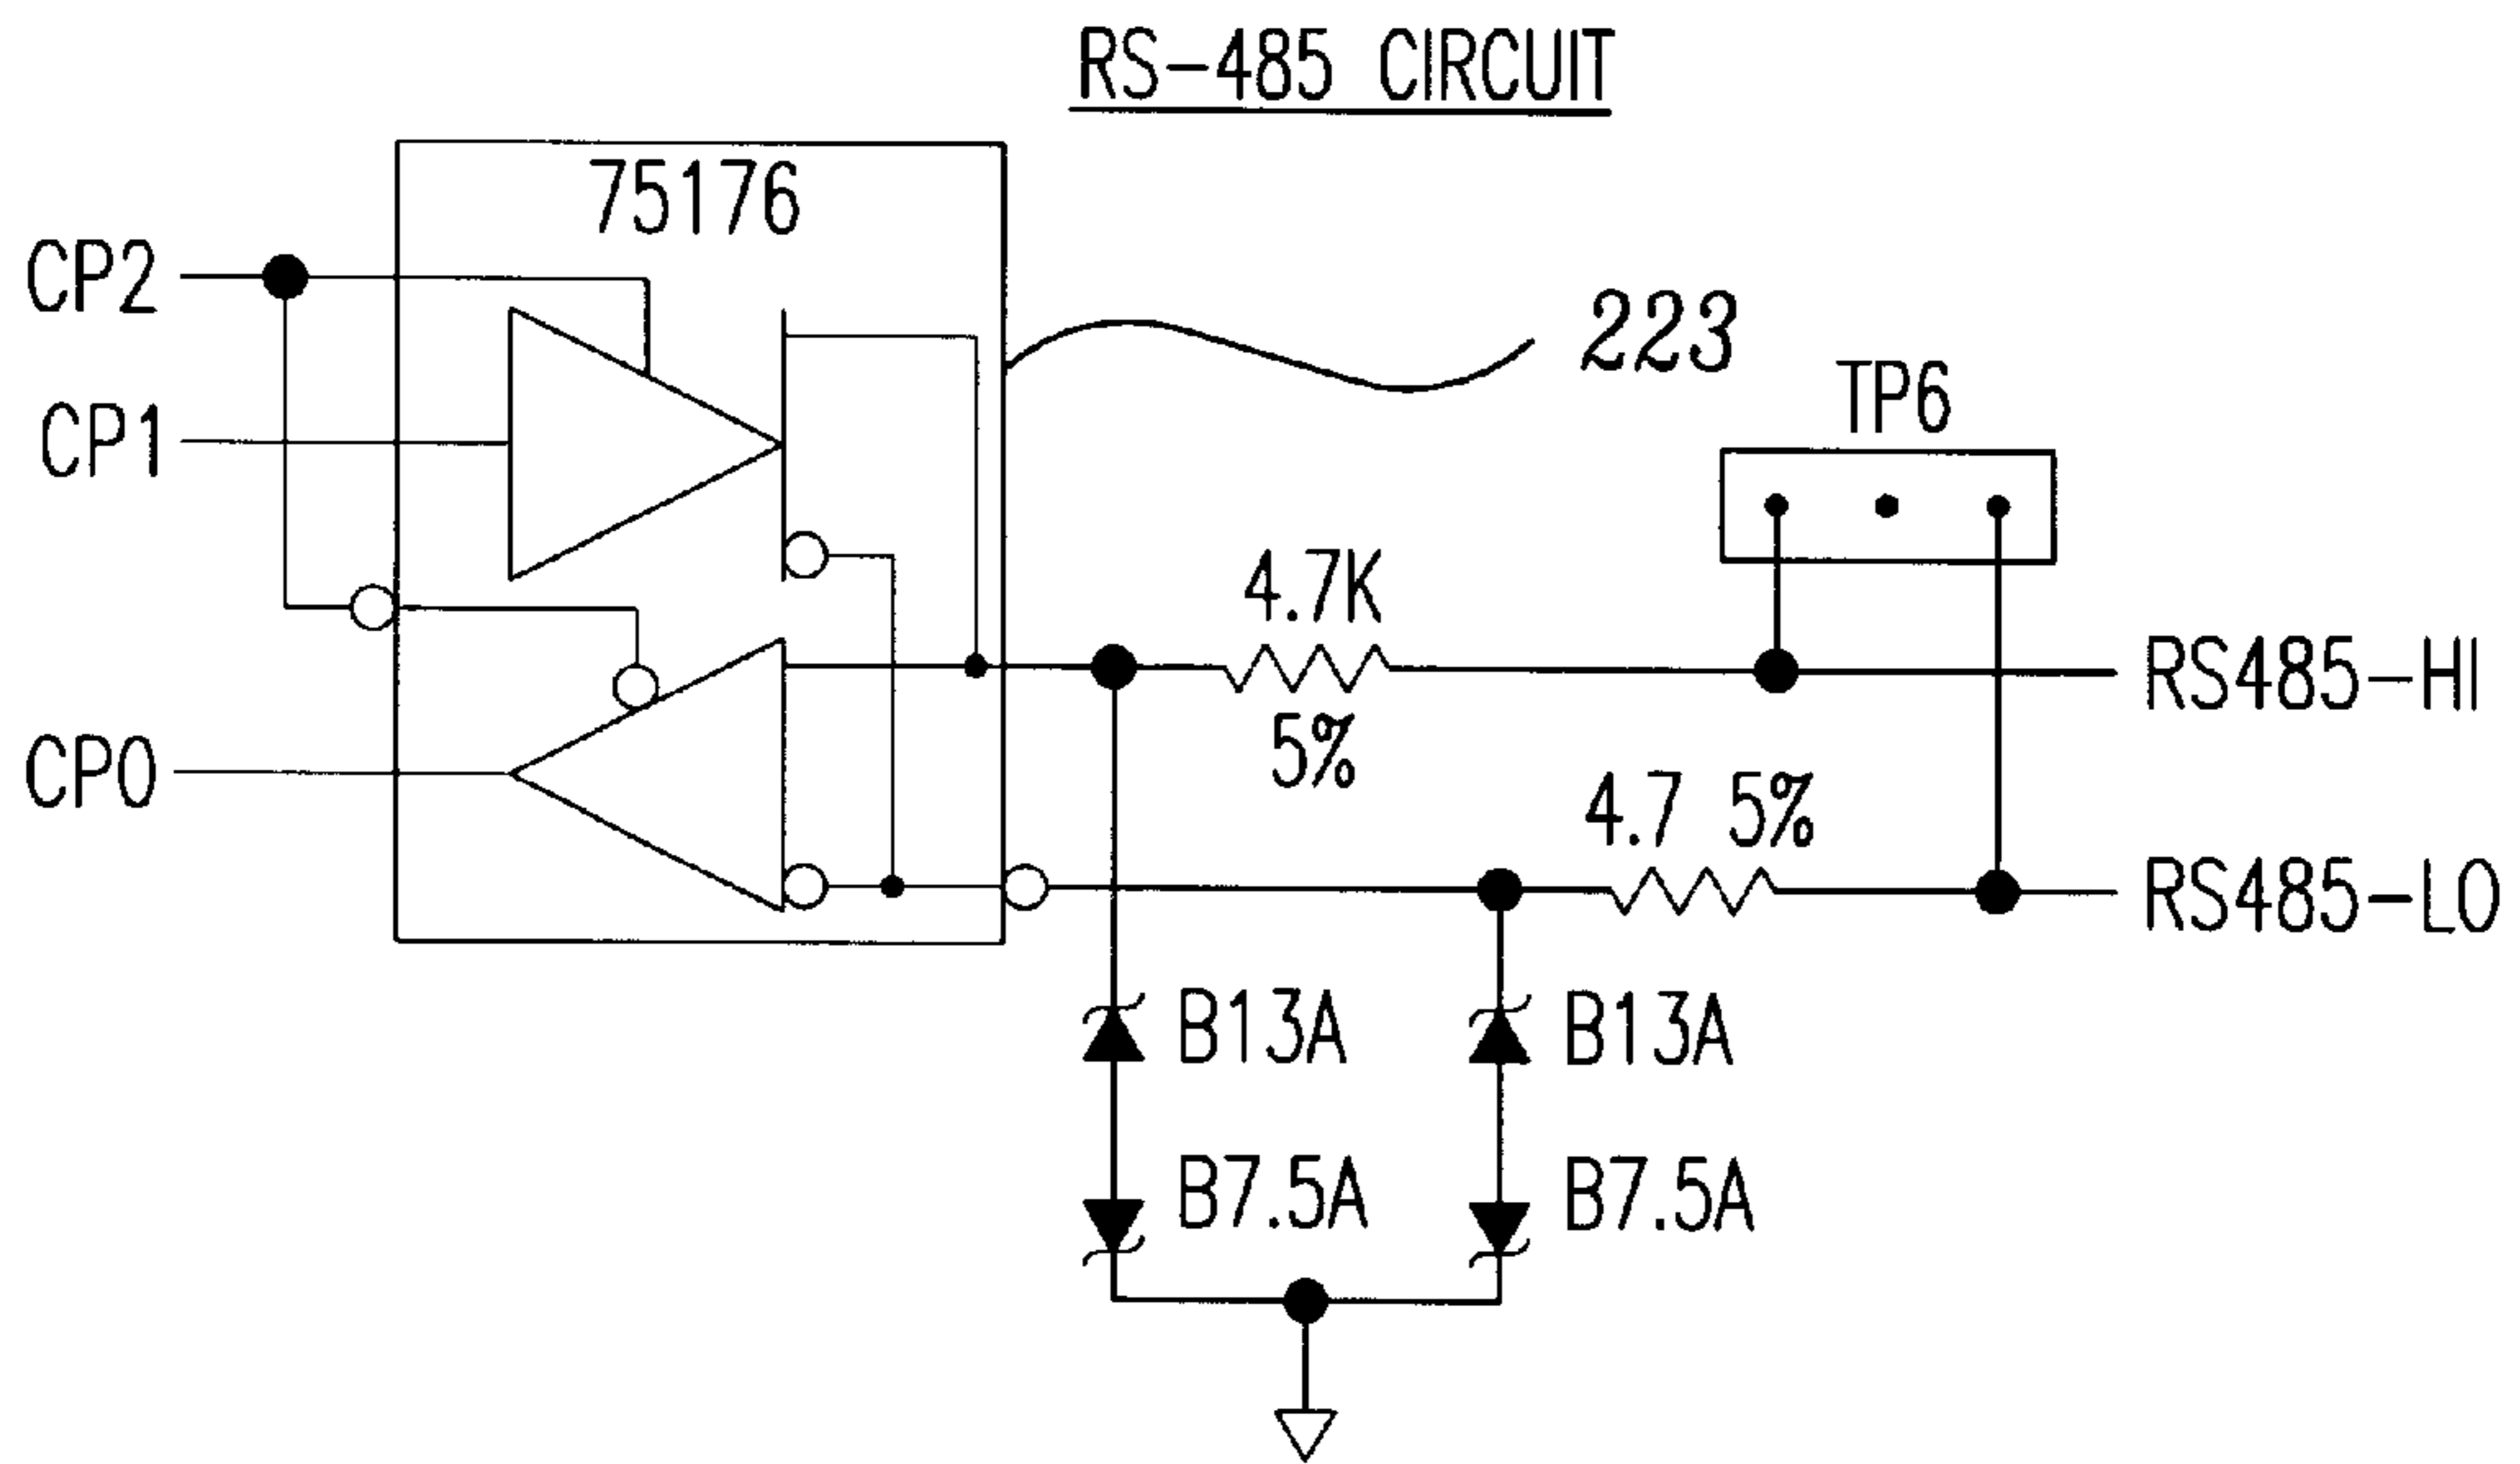 RS-485 CIRCUIT
75176
CP2
223
TP6
CP1
4.7K
RS485-HI
5%
CP0
4.7 5%
RS485-LO
B13A
B13A
B7.5A
B7.5A